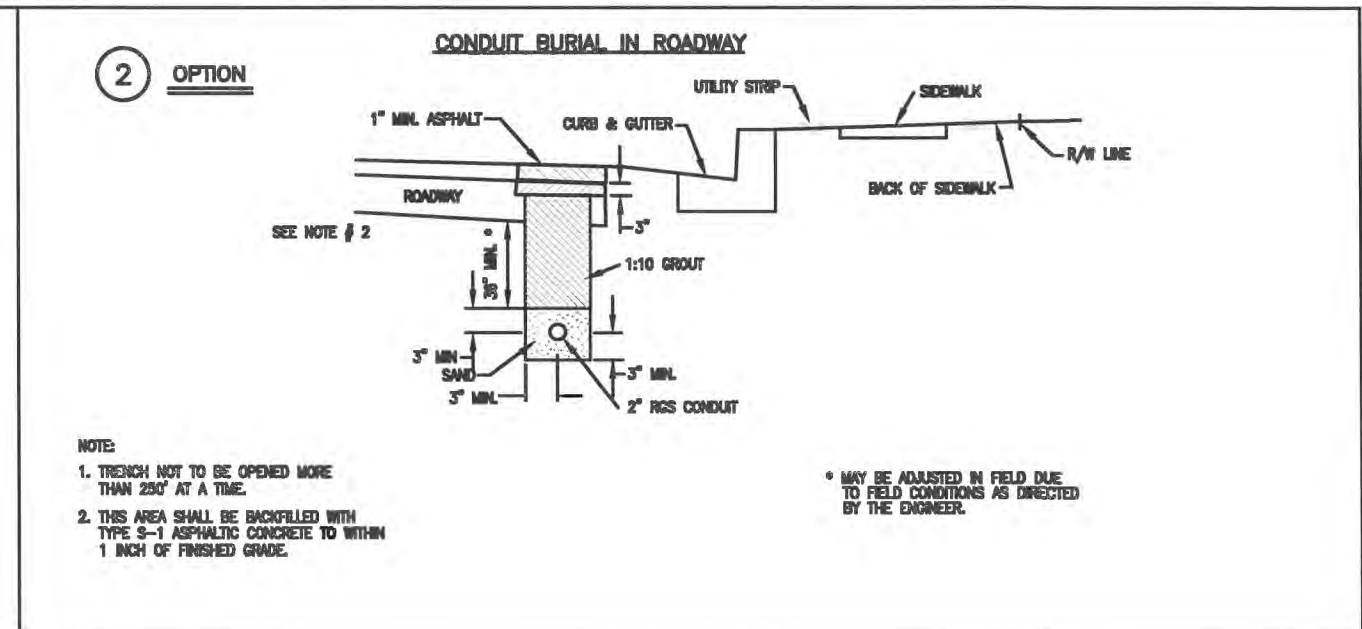 CONDUIT BURIAL IN ROADWAY
2 OPTION
UTILITY STRIP
SIDEWALK
1" MIN. ASPHALT
CURB & GUTTER
R/W LINE
BACK OF SIDEWALK
ROADWAY
SEE NOTE # 2
3"
MIN. *
1:10 GROUT
3" MIN
SAND
3" MIN.
3" MIN.
2" RGS CONDUIT
NOTE:
1. TRENCH NOT TO BE OPENED MORE
THAN 250' AT A TIME.
2. THIS AREA SHALL BE BACKFILLED WITH
TYPE S-1 ASPHALTIC CONCRETE TO WITHIN
1 INCH OF FINISHED GRADE.
* MAY BE ADJUSTED IN FIELD DUE
TO FIELD CONDITIONS AS DIRECTED
BY THE ENGINEER.